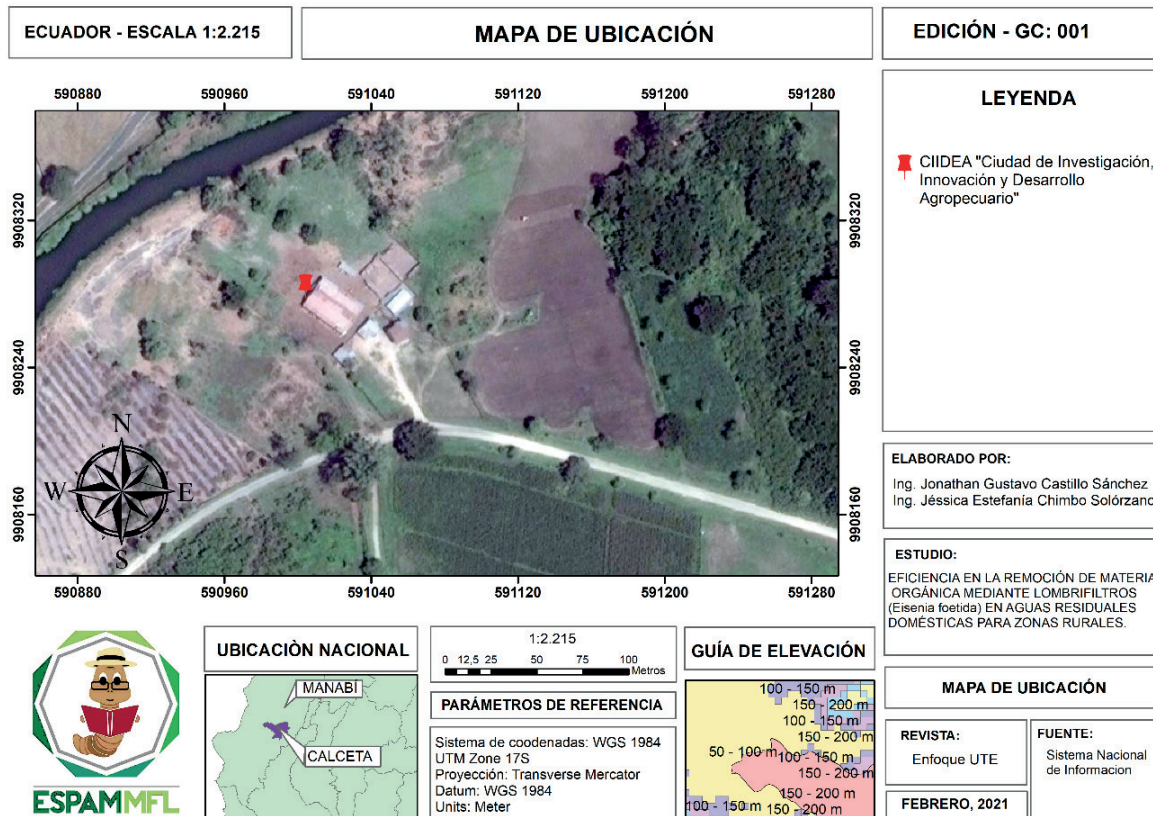 ECUADOR - ESCALA 1:2.215
MAPA DE UBICACIÓN
EDICIÓN - GC: 001
590880 590960 591040 591120 591200 591280
9908320
9908240
9908160
9908320
9908240
9908160
N
W E
S
590880 590960 591040 591120 591200 591280
LEYENDA
CIIDEA "Ciudad de Investigación,
Innovación y Desarrollo
Agropecuario"
ELABORADO POR:
Ing. Jonathan Gustavo Castillo Sánchez
Ing. Jéssica Estefanía Chimbo Solórzano
ESTUDIO:
EFICIENCIA EN LA REMOCIÓN DE MATERIA
ORGÁNICA MEDIANTE LOMBRIFILTROS
(Eisenia foetida) EN AGUAS RESIDUALES
DOMÉSTICAS PARA ZONAS RURALES.
ESPAMMFL
UBICACIÒN NACIONAL
MANABÍ
CALCETA
1:2.215
0 12,5 25 50 75 100
Metros
PARÁMETROS DE REFERENCIA
Sistema de coodenadas: WGS 1984
UTM Zone 17S
Proyección: Transverse Mercator
Datum: WGS 1984
Units: Meter
GUÍA DE ELEVACIÓN
100 - 150 m
150 - 200 m
100 - 150 m
150 - 200 m
50 - 100 m
100 - 150 m
150 - 200 m
150 - 200 m
100 - 150 m
150 - 200 m
MAPA DE UBICACIÓN
REVISTA:
Enfoque UTE
FEBRERO, 2021
FUENTE:
Sistema Nacional
de Informacion